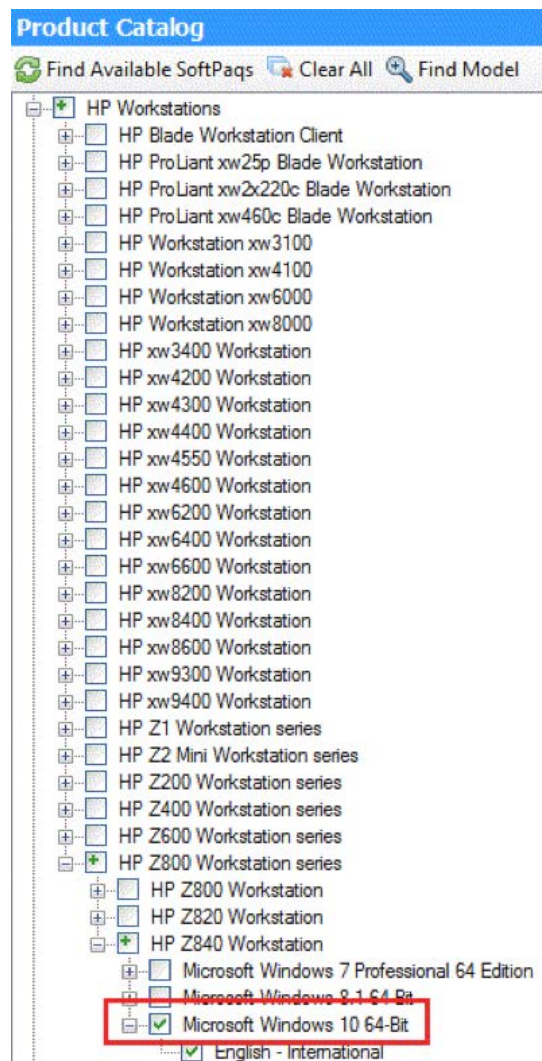 Product Catalog
Find Available SoftPaqs Clear All Find Model
HP Workstations
HP Blade Workstation Client
HP ProLiant xw25p Blade Workstation
HP ProLiant xw2x220c Blade Workstation
HP ProLiant xw460c Blade Workstation
HP Workstation xw3100
HP Workstation xw4100
HP Workstation xw6000
HP Workstation xw8000
HP xw3400 Workstation
HP xw4200 Workstation
HP xw4300 Workstation
HP xw4400 Workstation
HP xw4550 Workstation
HP xw4600 Workstation
HP xw6200 Workstation
HP xw6400 Workstation
HP xw6600 Workstation
HP xw8200 Workstation
HP xw8400 Workstation
HP xw8600 Workstation
HP xw9300 Workstation
HP xw9400 Workstation
HP Z1 Workstation series
HP Z2 Mini Workstation series
HP Z200 Workstation series
HP Z400 Workstation series
HP Z600 Workstation series
HP Z800 Workstation series
HP Z800 Workstation
HP Z820 Workstation
HP Z840 Workstation
Microsoft Windows 7 Professional 64 Edition
Microsoft Windows 8.1 64-Bit
Microsoft Windows 10 64-Bit
English - International